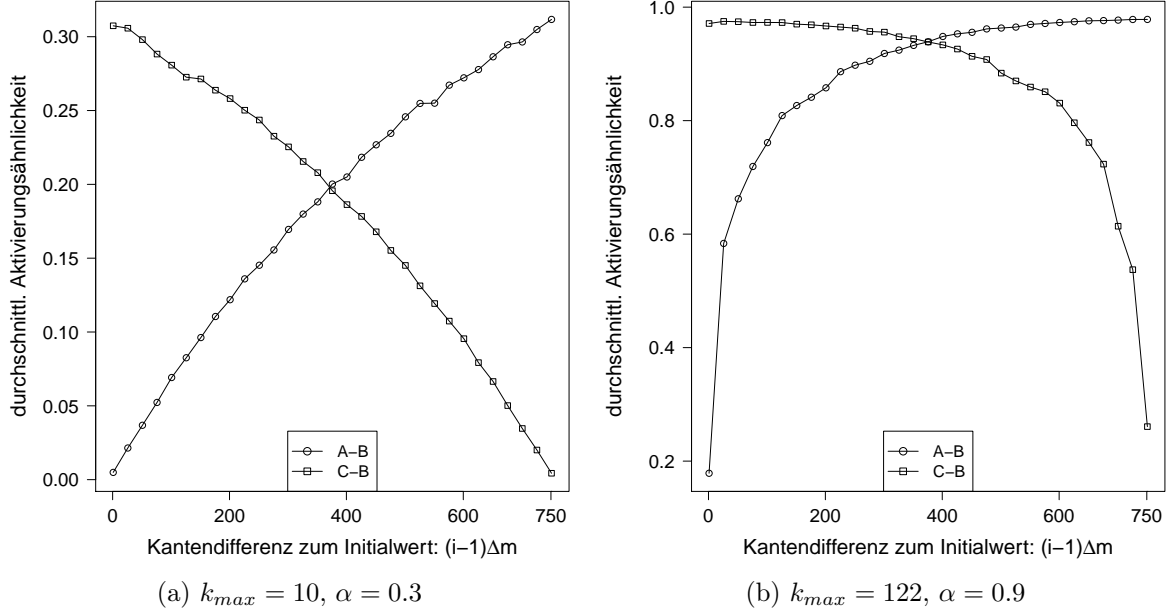 0.30
0.25
0.20
0.15
0.10
0.05
0.00
durchschnittl. Aktivierungsähnlichkeit
A−B
C−B
0 200 400 600 750
Kantendifferenz zum Initialwert: (i−1)Δm
(a) k_max = 10, α = 0.3
1.0
0.8
0.6
0.4
0.2
durchschnittl. Aktivierungsähnlichkeit
A−B
C−B
0 200 400 600 750
Kantendifferenz zum Initialwert: (i−1)Δm
(b) k_max = 122, α = 0.9